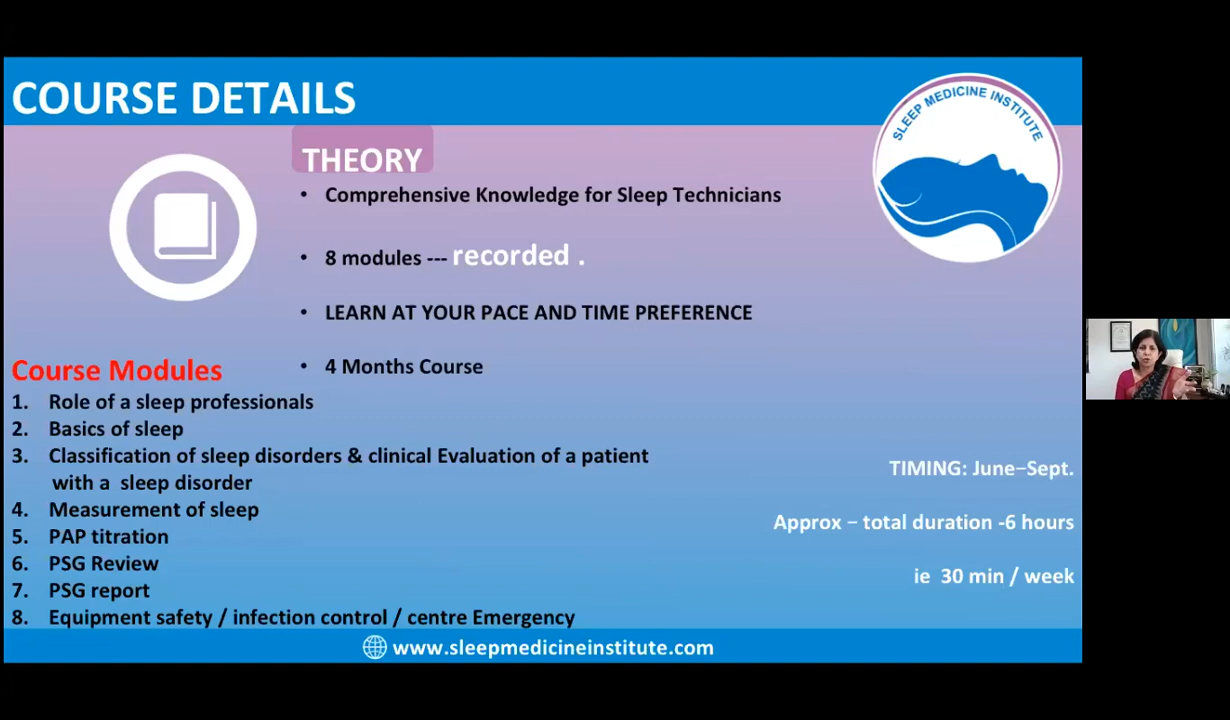 COURSE DETAILS
SLEEP MEDICINE INSTITUTE
THEORY
• Comprehensive Knowledge for Sleep Technicians
• 8 modules --- recorded .
• LEARN AT YOUR PACE AND TIME PREFERENCE
• 4 Months Course
Course Modules
1. Role of a sleep professionals
2. Basics of sleep
3. Classification of sleep disorders & clinical Evaluation of a patient
with a sleep disorder
4. Measurement of sleep
5. PAP titration
6. PSG Review
7. PSG report
8. Equipment safety / infection control / centre Emergency
TIMING: June–Sept.
Approx – total duration -6 hours
ie 30 min / week
www.sleepmedicineinstitute.com